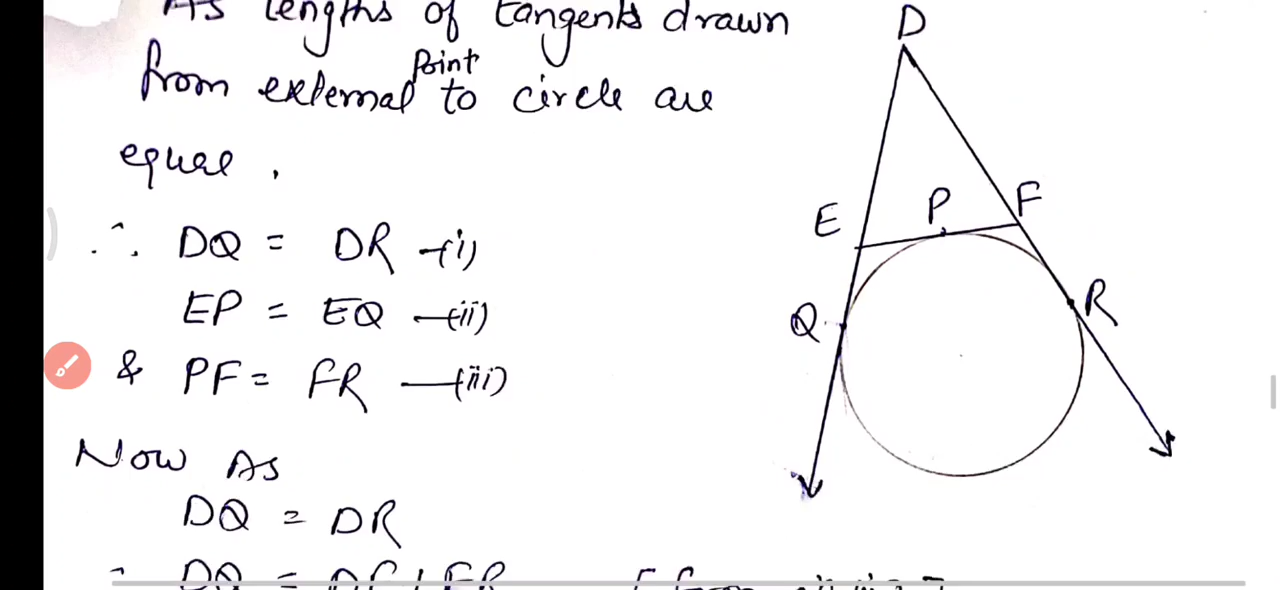 As lengths of tangents drawn
from external Point to circle are
equal.
∴ DQ = DR —(i)
EP = EQ —(ii)
& PF = FR —(iii)
Now As
DQ = DR
D
E
P
F
Q
R